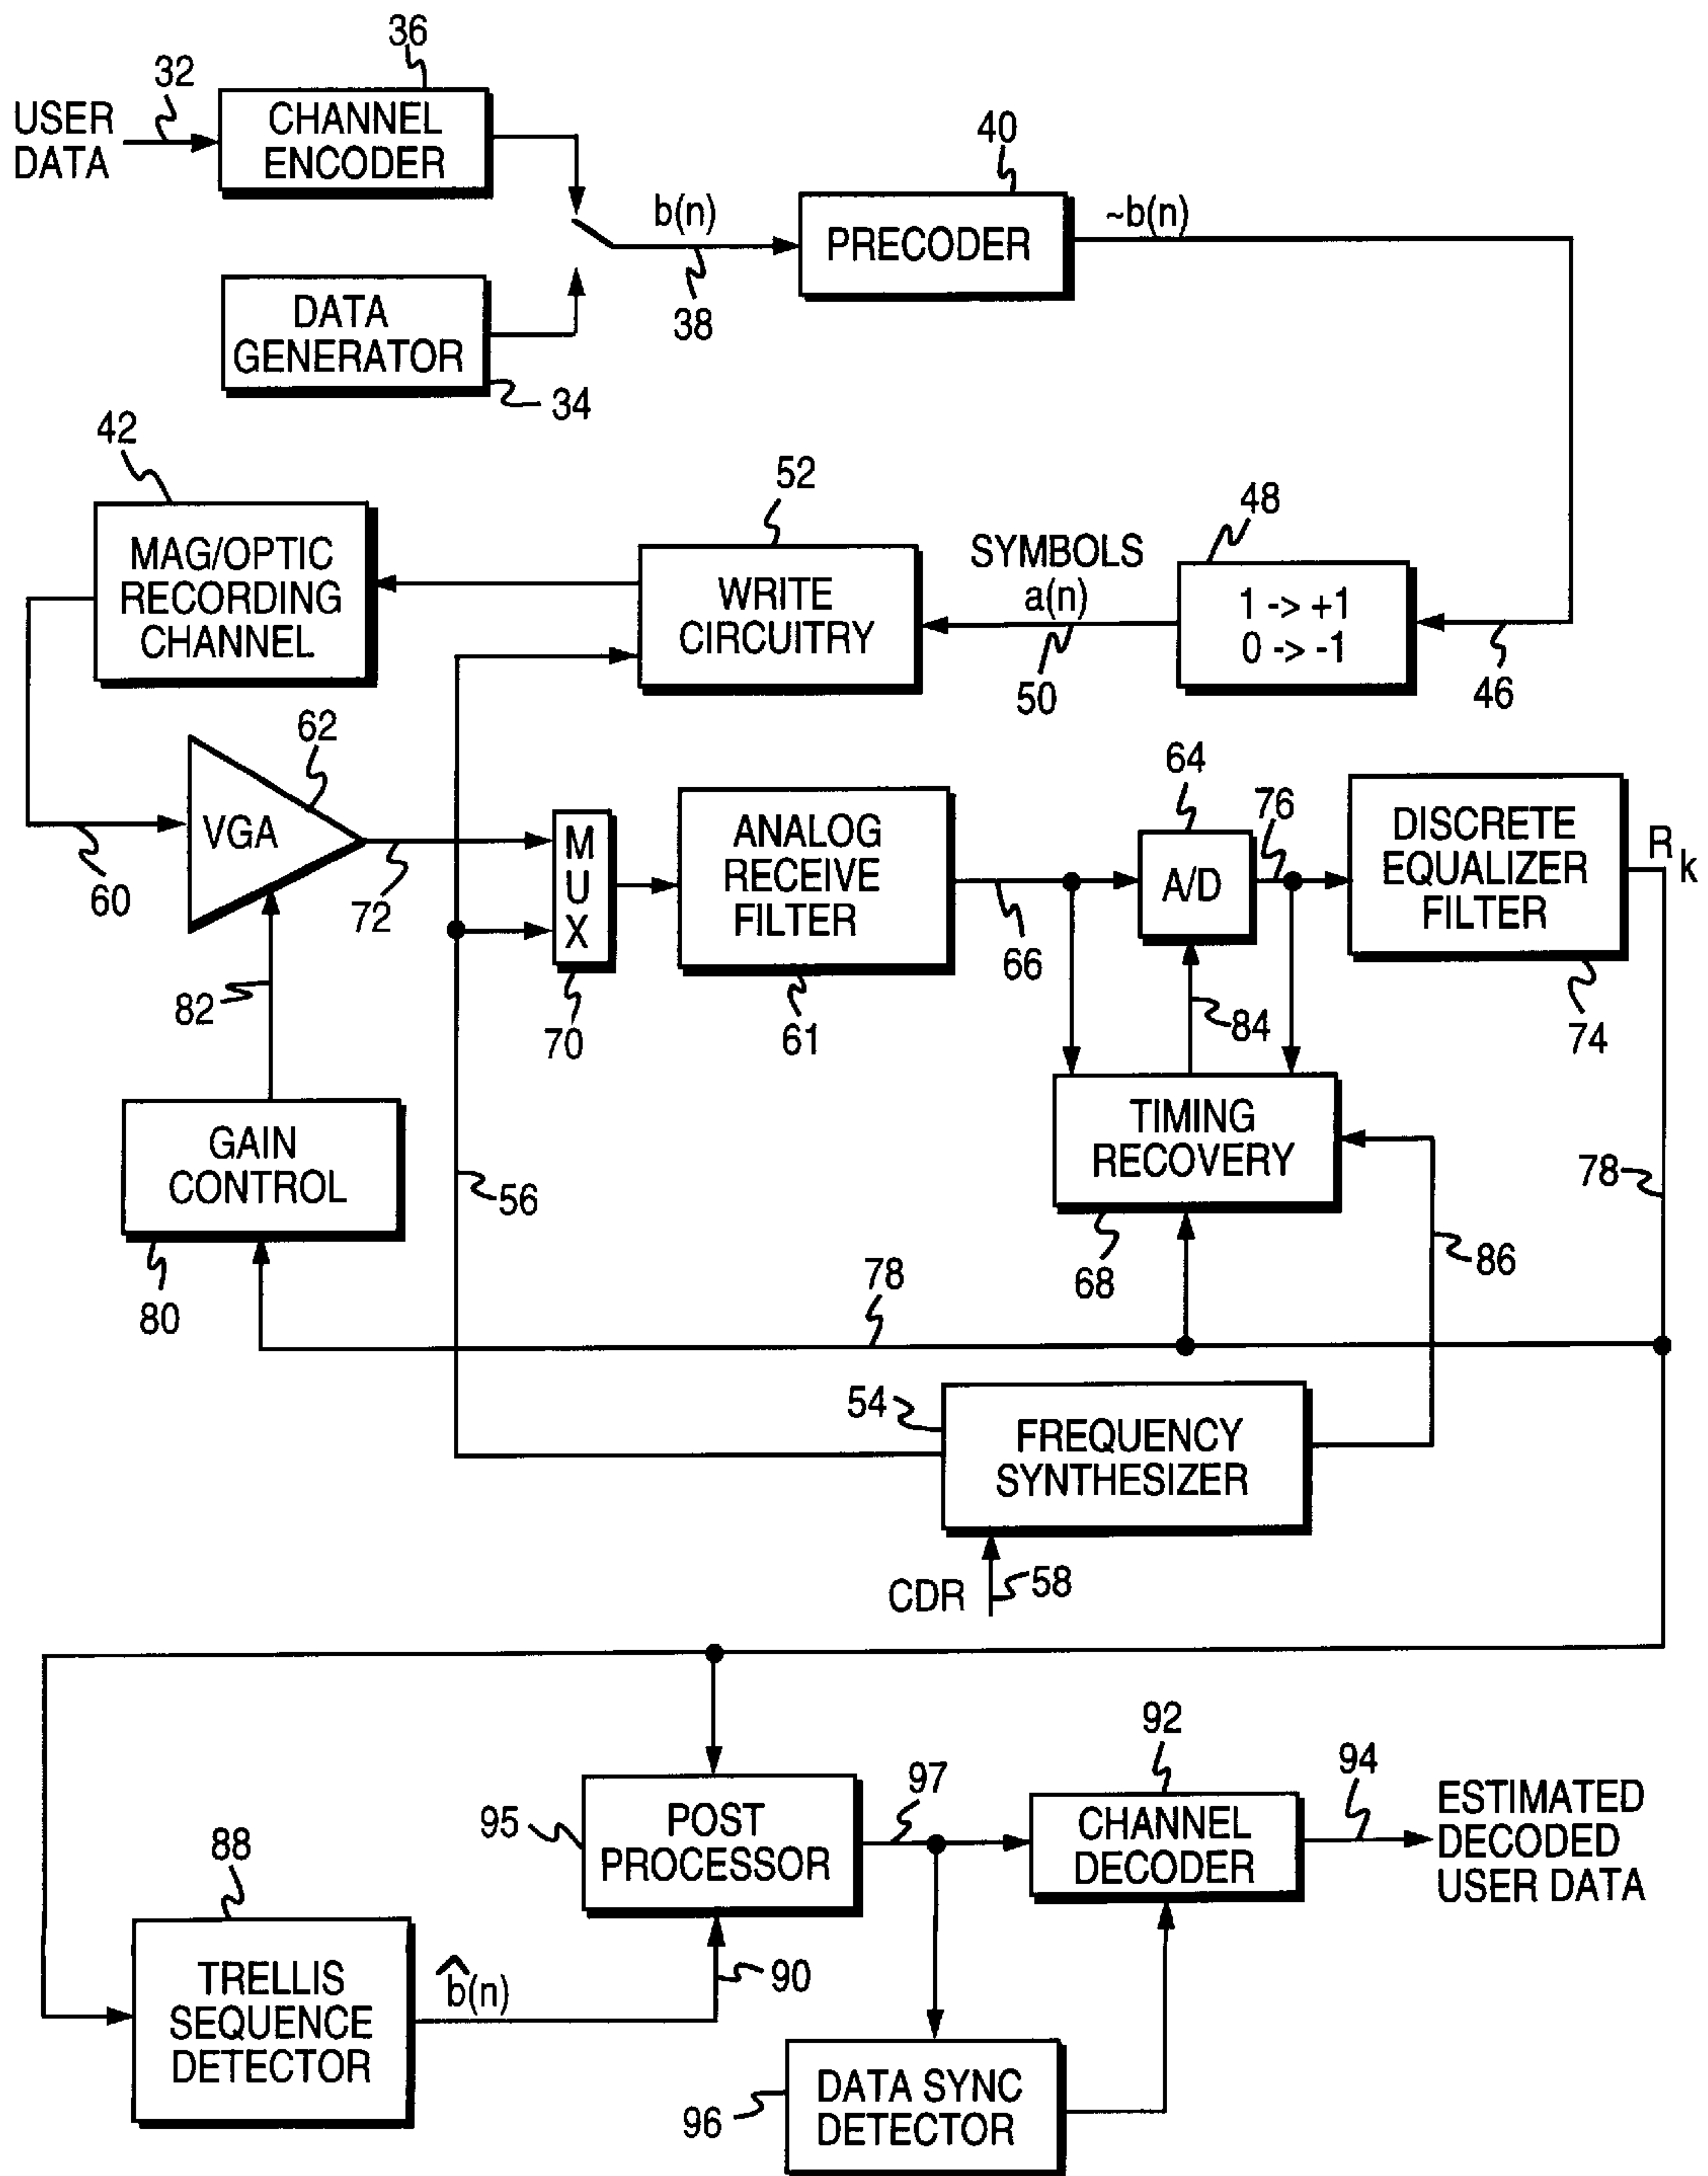 36
32
USER
DATA
CHANNEL
ENCODER
40
b(n)
PRECODER
~b(n)
38
DATA
GENERATOR
34
42
52
48
MAG/OPTIC
RECORDING
CHANNEL
WRITE
CIRCUITRY
SYMBOLS
a(n)
50
1 -> +1
0 -> -1
46
62
VGA
60
72
M
U
X
70
ANALOG
RECEIVE
FILTER
61
66
64
A/D
76
DISCRETE
EQUALIZER
FILTER
74
Rk
82
84
GAIN
CONTROL
80
56
TIMING
RECOVERY
68
78
86
78
54
FREQUENCY
SYNTHESIZER
CDR
58
92
97
94
95
POST
PROCESSOR
CHANNEL
DECODER
ESTIMATED
DECODED
USER DATA
88
TRELLIS
SEQUENCE
DETECTOR
b̂(n)
90
96
DATA SYNC
DETECTOR